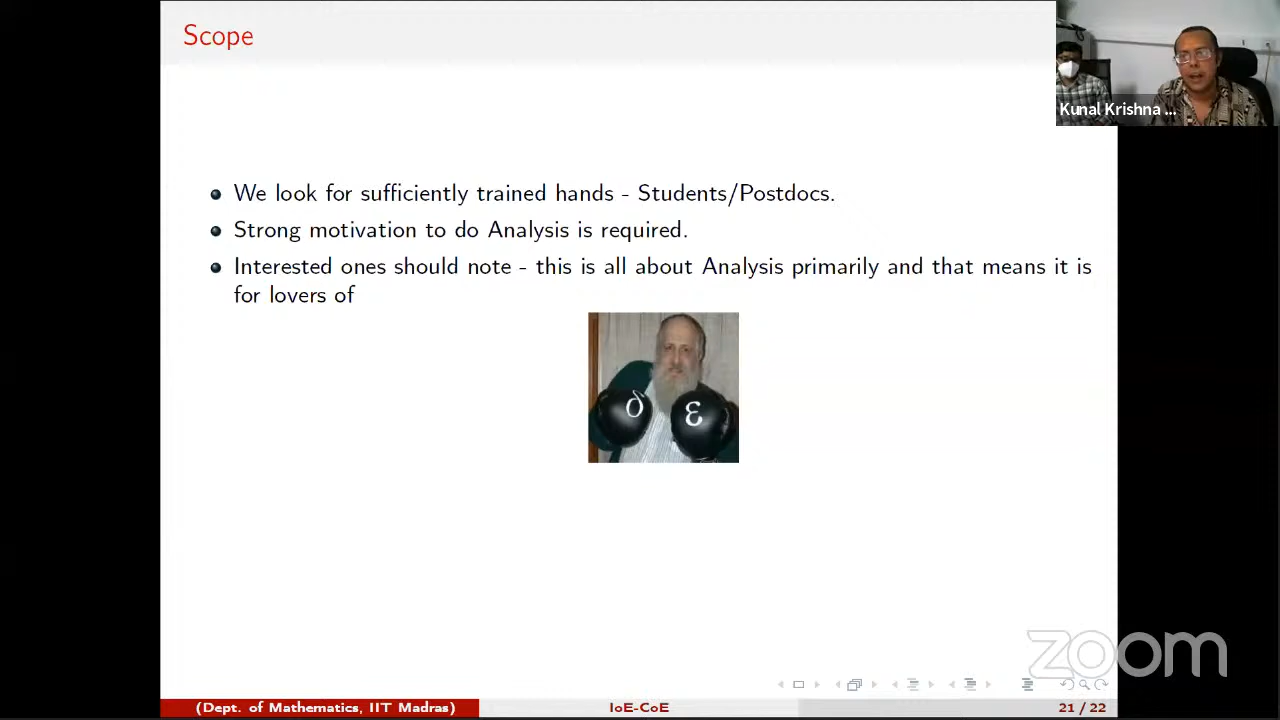 Scope
Kunal Krishna ...
We look for sufficiently trained hands - Students/Postdocs.
Strong motivation to do Analysis is required.
Interested ones should note - this is all about Analysis primarily and that means it is
for lovers of
δ ε
zoom
(Dept. of Mathematics, IIT Madras) IoE-CoE 21 / 22